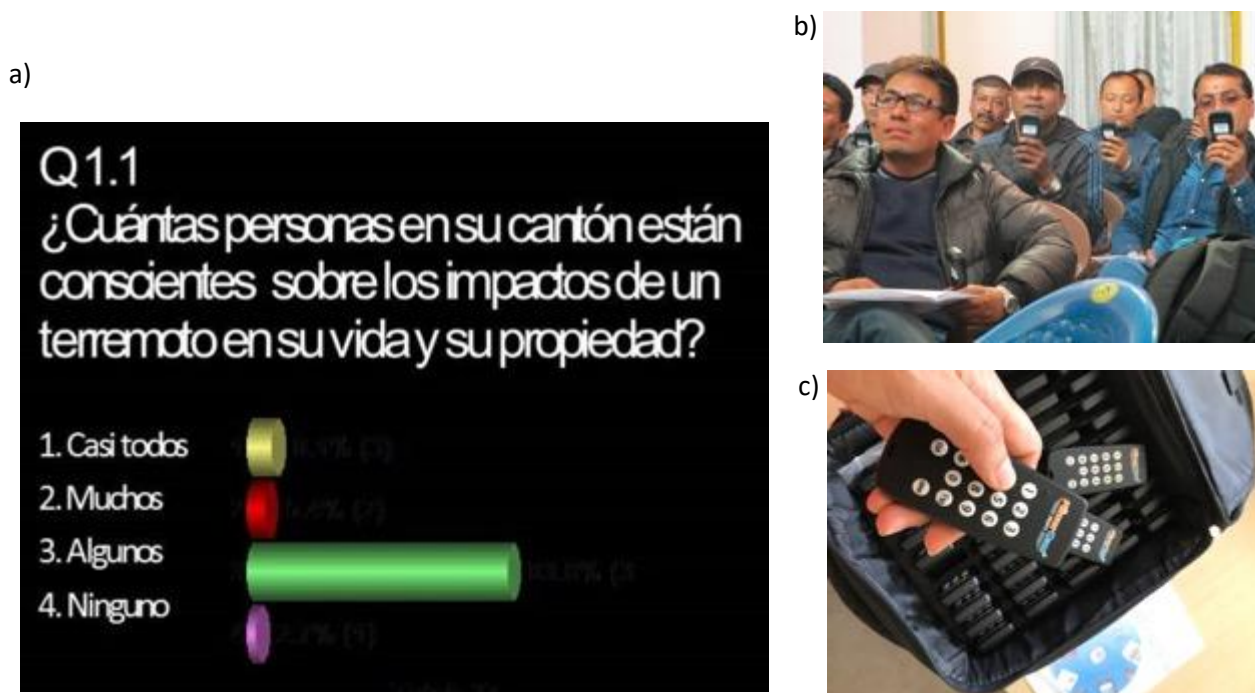 a)
Q1.1
¿Cuántas personas en su cantón están
conscientes sobre los impactos de un
terremoto en su vida y su propiedad?
1. Casi todos
2. Muchos
3. Algunos
4. Ninguno
b)
c)